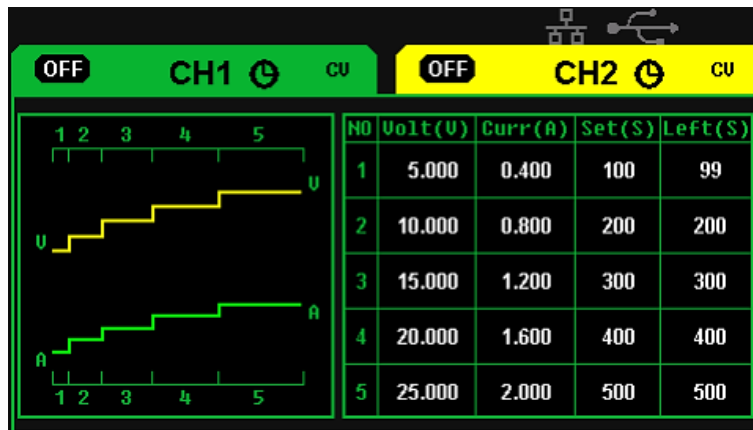 OFF CH1 CV OFF CH2 CV
1 2 3 4 5
V
V
A
A
1 2 3 4 5
NO Volt(V) Curr(A) Set(S) Left(S)
1 5.000 0.400 100 99
2 10.000 0.800 200 200
3 15.000 1.200 300 300
4 20.000 1.600 400 400
5 25.000 2.000 500 500